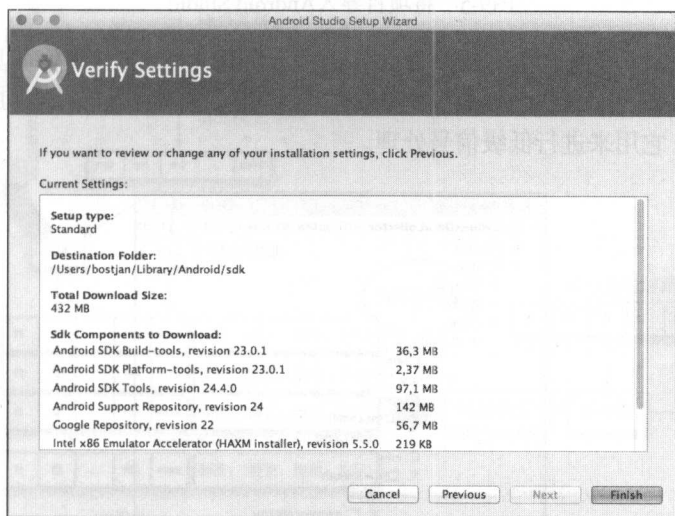 Android Studio Setup Wizard
Verify Settings
If you want to review or change any of your installation settings, click Previous.
Current Settings:
Setup type:
Standard
Destination Folder:
/Users/bostjan/Library/Android/sdk
Total Download Size:
432 MB
Sdk Components to Download:
Android SDK Build-tools, revision 23.0.1 36,3 MB
Android SDK Platform-tools, revision 23.0.1 2,37 MB
Android SDK Tools, revision 24.4.0 97,1 MB
Android Support Repository, revision 24 142 MB
Google Repository, revision 22 56,7 MB
Intel x86 Emulator Accelerator (HAXM installer), revision 5.5.0 219 KB
Cancel Previous Next Finish